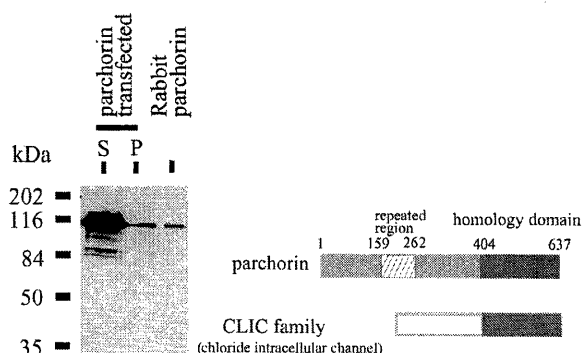 parchorin
transfected
Rabbit
parchorin
kDa
S P
202
116
84
50
35
repeated
region
homology domain
1 159 262 404 637
parchorin
CLIC family
(chloride intracellular channel)